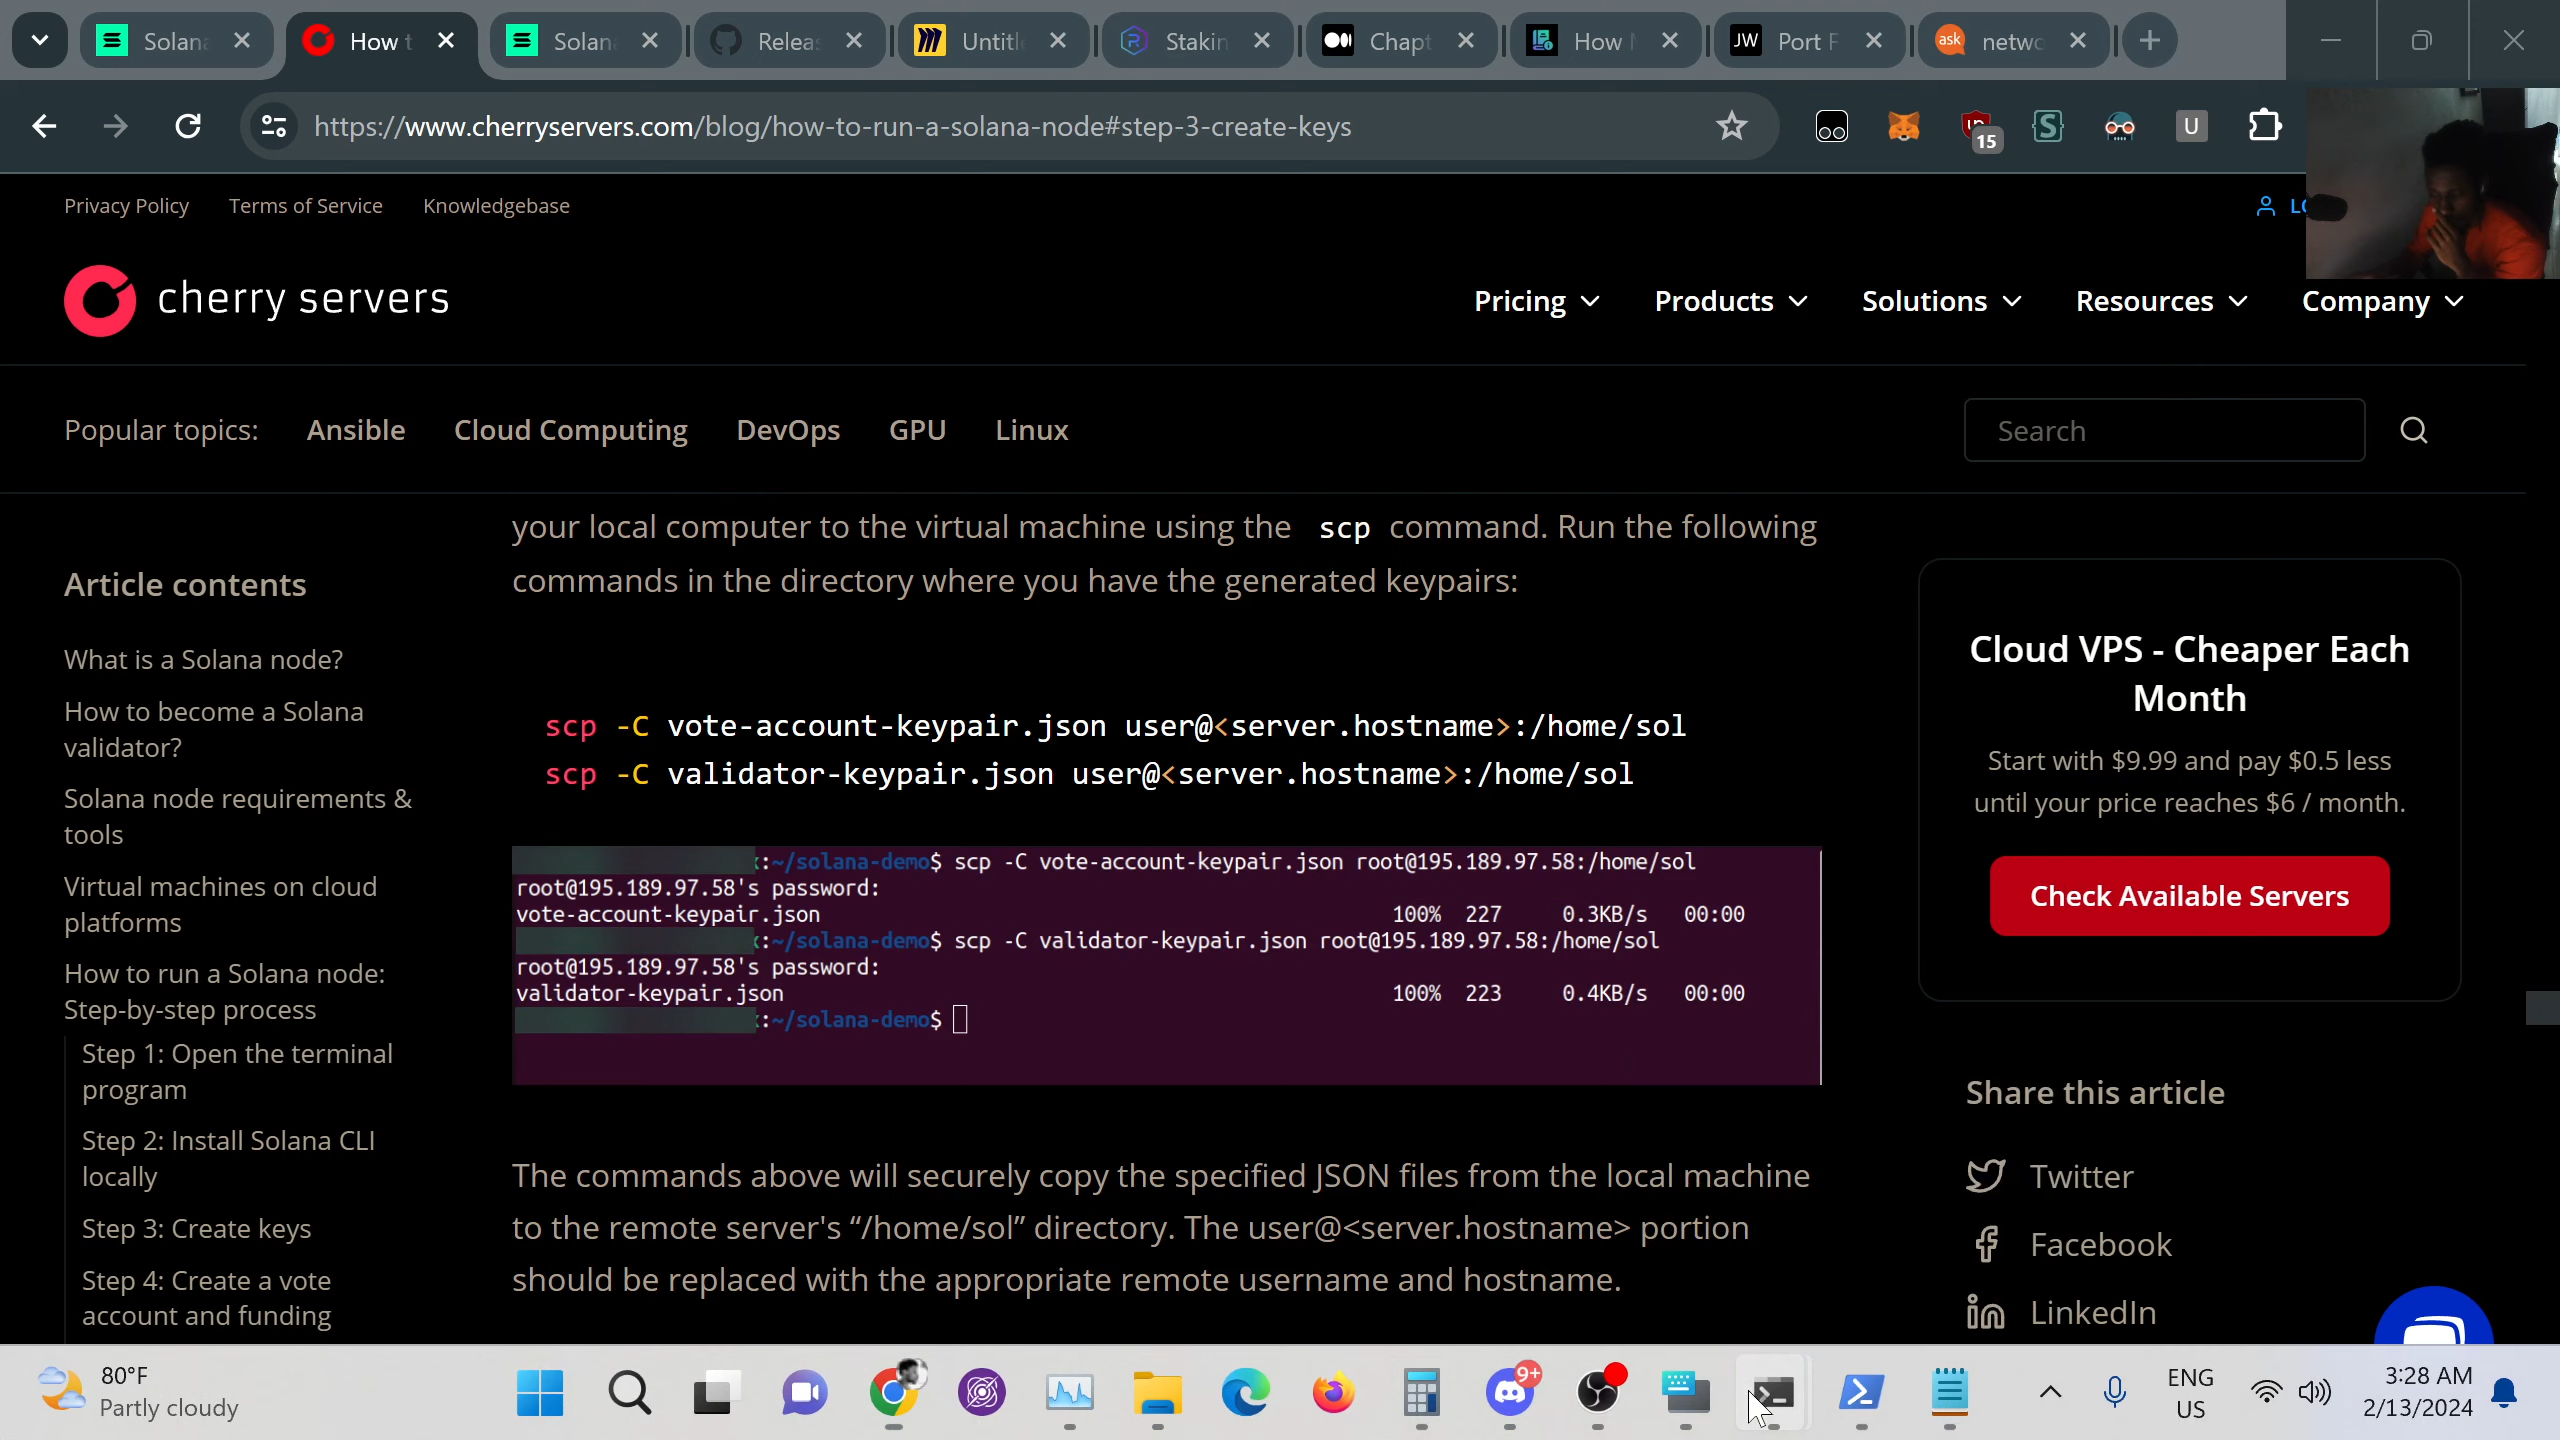 Solana
How t
Solan
Releas
Untitl
Stakin
Chapt
How
Port F
netwo
https://www.cherryservers.com/blog/how-to-run-a-solana-node#step-3-create-keys
15
U
Privacy Policy
Terms of Service
Knowledgebase
cherry servers
Pricing
Products
Solutions
Resources
Company
Popular topics:
Ansible
Cloud Computing
DevOps
GPU
Linux
Search
your local computer to the virtual machine using the scp command. Run the following
commands in the directory where you have the generated keypairs:
scp -C vote-account-keypair.json user@<server.hostname>:/home/sol
scp -C validator-keypair.json user@<server.hostname>:/home/sol
:~/solana-demo$ scp -C vote-account-keypair.json root@195.189.97.58:/home/sol
root@195.189.97.58's password:
vote-account-keypair.json 100% 227 0.3KB/s 00:00
:~/solana-demo$ scp -C validator-keypair.json root@195.189.97.58:/home/sol
root@195.189.97.58's password:
validator-keypair.json 100% 223 0.4KB/s 00:00
:~/solana-demo$
The commands above will securely copy the specified JSON files from the local machine
to the remote server's “/home/sol” directory. The user@<server.hostname> portion
should be replaced with the appropriate remote username and hostname.
Article contents
What is a Solana node?
How to become a Solana
validator?
Solana node requirements &
tools
Virtual machines on cloud
platforms
How to run a Solana node:
Step-by-step process
Step 1: Open the terminal
program
Step 2: Install Solana CLI
locally
Step 3: Create keys
Step 4: Create a vote
account and funding
Cloud VPS - Cheaper Each
Month
Start with $9.99 and pay $0.5 less
until your price reaches $6 / month.
Check Available Servers
Share this article
Twitter
Facebook
LinkedIn
80°F
Partly cloudy
9+
ENG
US
3:28 AM
2/13/2024